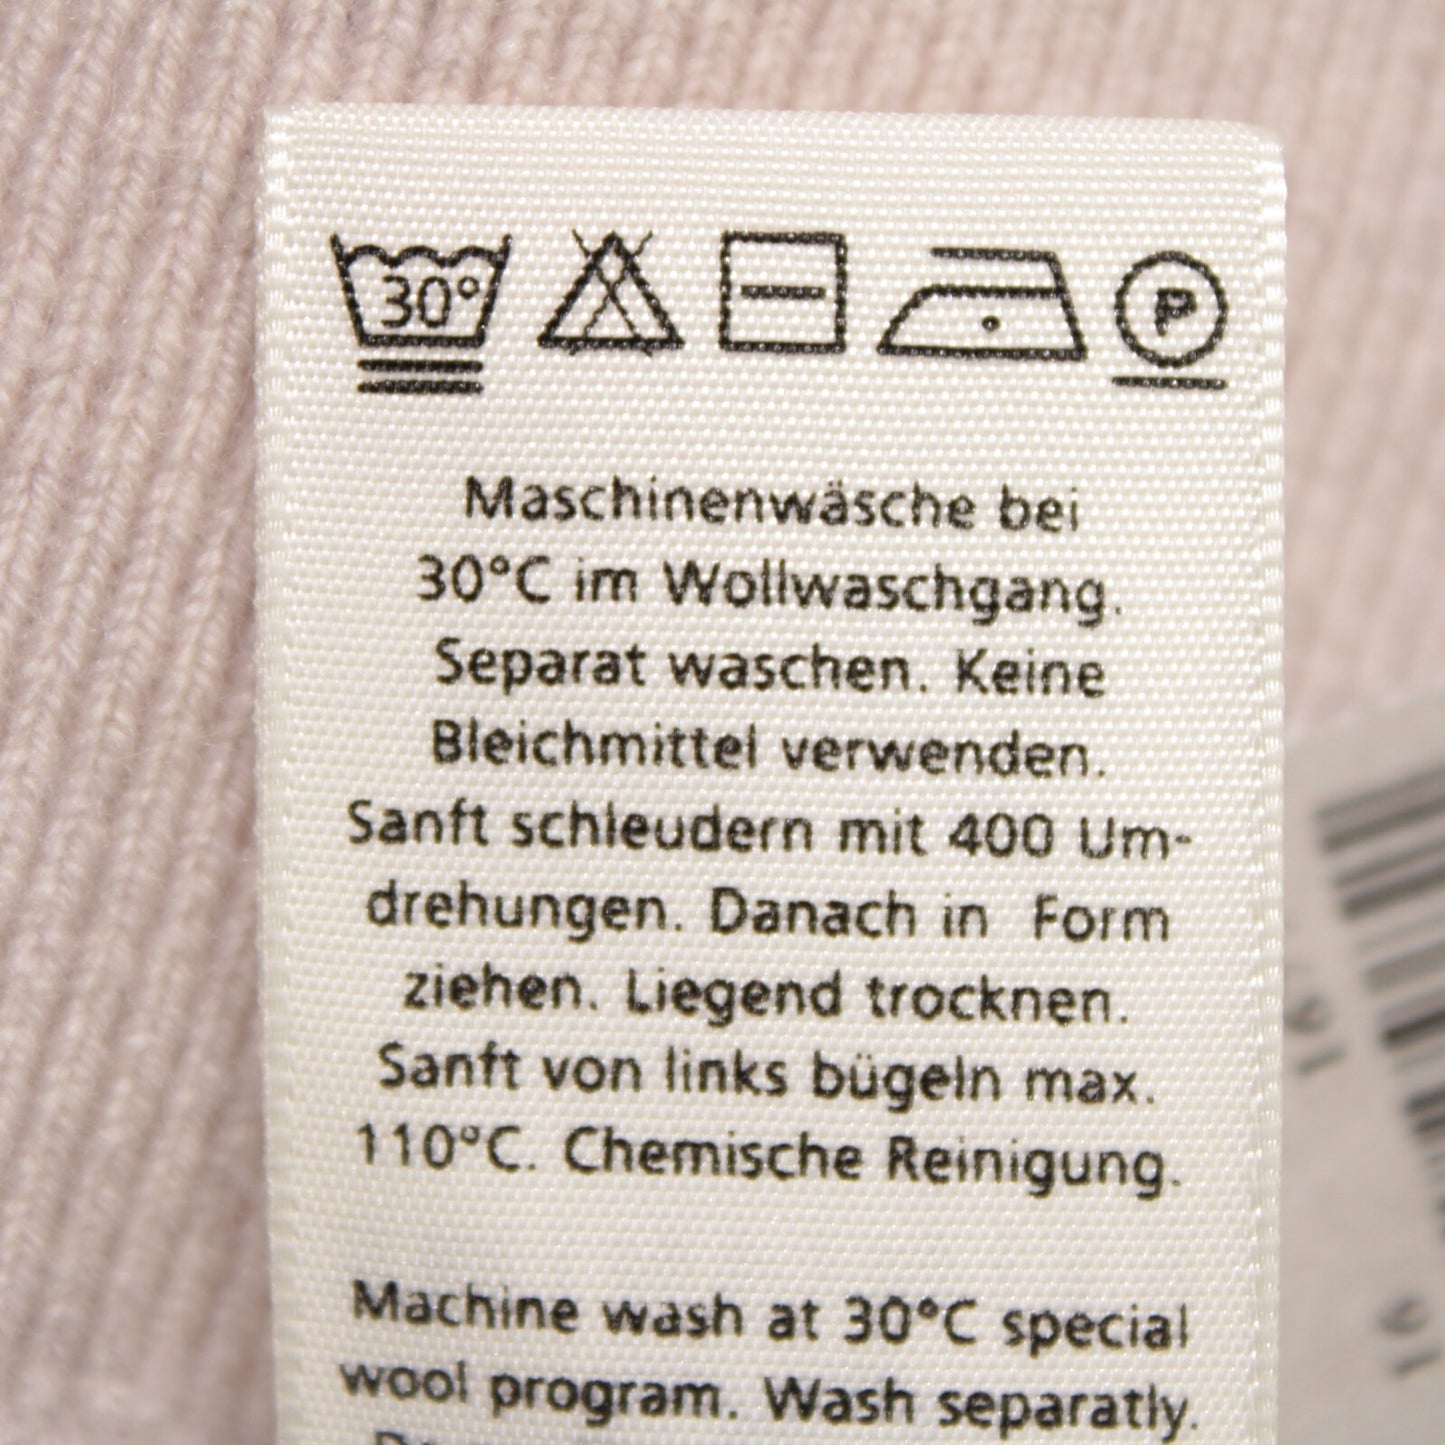 30°
P
Maschinenwäsche bei
30°C im Wollwaschgang.
Separat waschen. Keine
Bleichmittel verwenden.
Sanft schleudern mit 400 Um-
drehungen. Danach in Form
ziehen. Liegend trocknen.
Sanft von links bügeln max.
110°C. Chemische Reinigung.
Machine wash at 30°C special
wool program. Wash separatly.